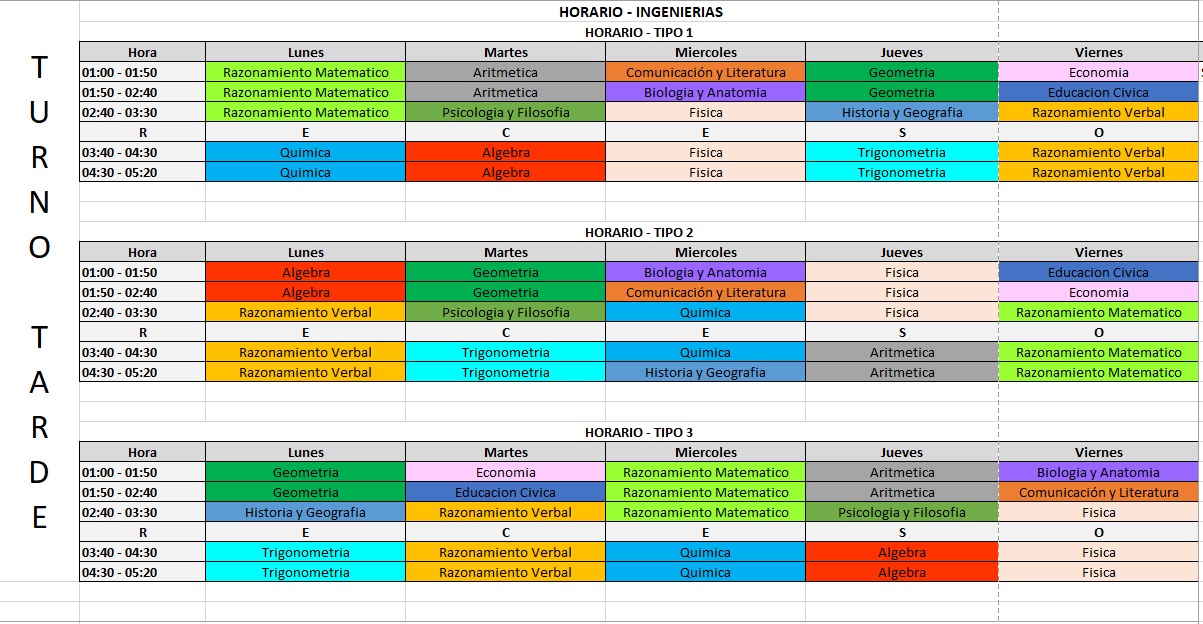 HORARIO - INGENIERIAS
HORARIO - TIPO 1
Hora Lunes Martes Miercoles Jueves Viernes
01:00 - 01:50 Razonamiento Matematico Aritmetica Comunicación y Literatura Geometria Economia
01:50 - 02:40 Razonamiento Matematico Aritmetica Biologia y Anatomia Geometria Educacion Civica
02:40 - 03:30 Razonamiento Matematico Psicologia y Filosofia Fisica Historia y Geografia Razonamiento Verbal
R E C E S O
03:40 - 04:30 Quimica Algebra Fisica Trigonometria Razonamiento Verbal
04:30 - 05:20 Quimica Algebra Fisica Trigonometria Razonamiento Verbal
HORARIO - TIPO 2
Hora Lunes Martes Miercoles Jueves Viernes
01:00 - 01:50 Algebra Geometria Biologia y Anatomia Fisica Educacion Civica
01:50 - 02:40 Algebra Geometria Comunicación y Literatura Fisica Economia
02:40 - 03:30 Razonamiento Verbal Psicologia y Filosofia Quimica Fisica Razonamiento Matematico
R E C E S O
03:40 - 04:30 Razonamiento Verbal Trigonometria Quimica Aritmetica Razonamiento Matematico
04:30 - 05:20 Razonamiento Verbal Trigonometria Historia y Geografia Aritmetica Razonamiento Matematico
HORARIO - TIPO 3
Hora Lunes Martes Miercoles Jueves Viernes
01:00 - 01:50 Geometria Economia Razonamiento Matematico Aritmetica Biologia y Anatomia
01:50 - 02:40 Geometria Educacion Civica Razonamiento Matematico Aritmetica Comunicación y Literatura
02:40 - 03:30 Historia y Geografia Razonamiento Verbal Razonamiento Matematico Psicologia y Filosofia Fisica
R E C E S O
03:40 - 04:30 Trigonometria Razonamiento Verbal Quimica Algebra Fisica
04:30 - 05:20 Trigonometria Razonamiento Verbal Quimica Algebra Fisica
TURNO TARDE